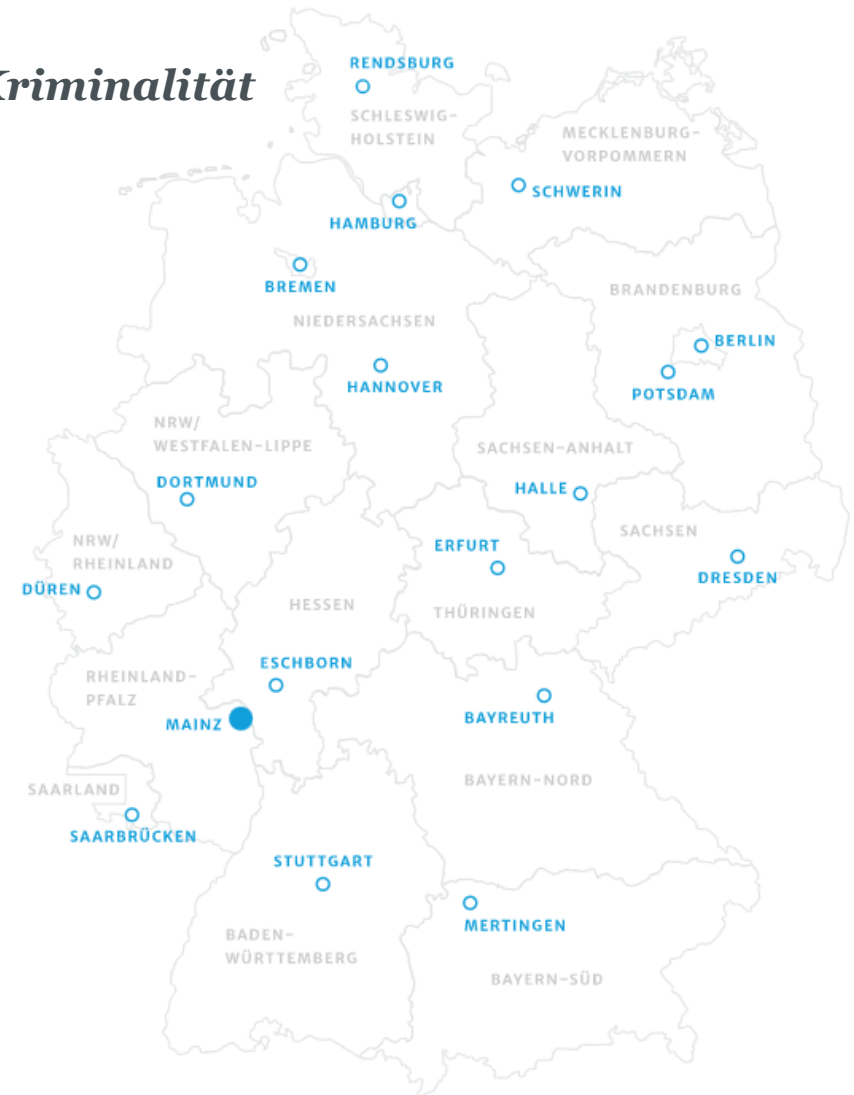 Kriminalität
RENDSBURG
SCHLESWIG-
HOLSTEIN
MECKLENBURG-
VORPOMMERN
SCHWERIN
HAMBURG
BREMEN
BRANDENBURG
NIEDERSACHSEN
BERLIN
HANNOVER
POTSDAM
NRW/
WESTFALEN-LIPPE
SACHSEN-ANHALT
DORTMUND
HALLE
SACHSEN
NRW/
RHEINLAND
ERFURT
DRESDEN
DÜREN
HESSEN
THÜRINGEN
ESCHBORN
RHEINLAND-
PFALZ
MAINZ
BAYREUTH
BAYERN-NORD
SAARLAND
SAARBRÜCKEN
STUTTGART
MERTINGEN
BADEN-
WÜRTTEMBERG
BAYERN-SÜD